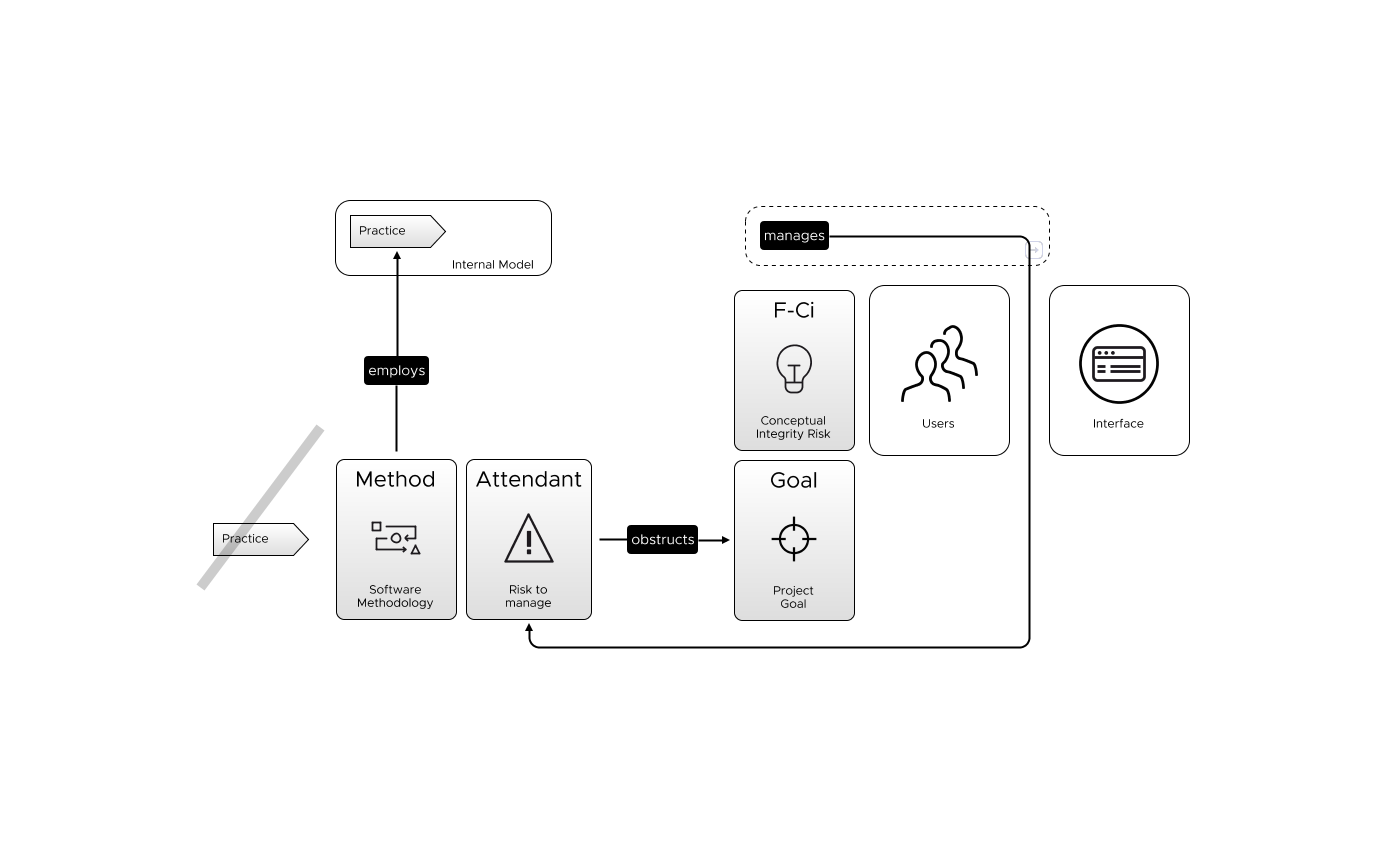 Practice
Internal Model
manages
F-Ci
Conceptual
Integrity Risk
Users
Interface
employs
Practice
Method
Software
Methodology
Attendant
Risk to
manage
obstructs
Goal
Project
Goal